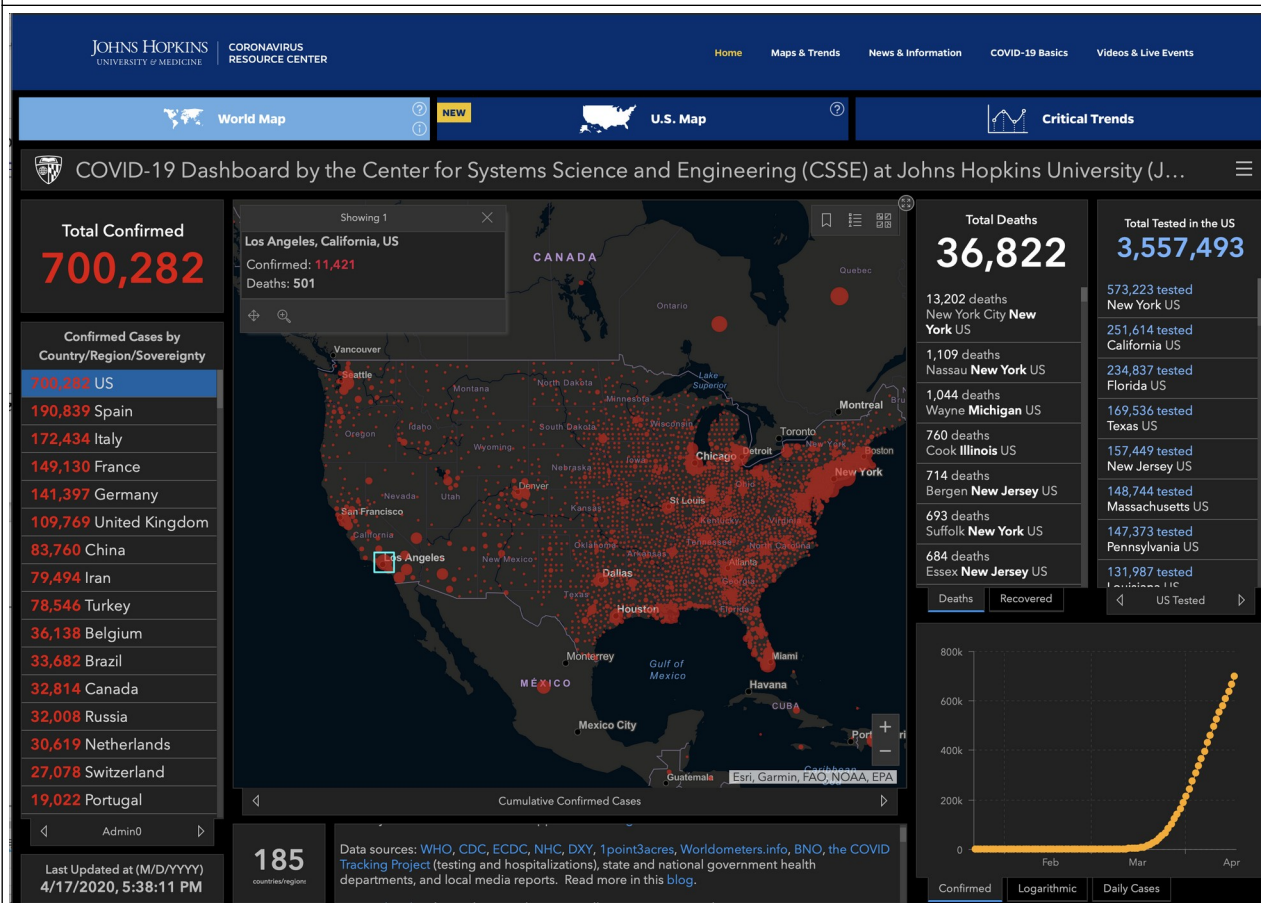 JOHNS HOPKINS
UNIVERSITY & MEDICINE
CORONAVIRUS
RESOURCE CENTER
Home
Maps & Trends
News & Information
COVID-19 Basics
Videos & Live Events
World Map
NEW
U.S. Map
Critical Trends
COVID-19 Dashboard by the Center for Systems Science and Engineering (CSSE) at Johns Hopkins University (J...
Total Confirmed
700,282
Confirmed Cases by
Country/Region/Sovereignty
700,282 US
190,839 Spain
172,434 Italy
149,130 France
141,397 Germany
109,769 United Kingdom
83,760 China
79,494 Iran
78,546 Turkey
36,138 Belgium
33,682 Brazil
32,814 Canada
32,008 Russia
30,619 Netherlands
27,078 Switzerland
19,022 Portugal
Admin0
Last Updated at (M/D/YYYY)
4/17/2020, 5:38:11 PM
Showing 1
Los Angeles, California, US
Confirmed: 11,421
Deaths: 501
CANADA
Quebec
Ontario
Vancouver
Seattle
Montana
North Dakota
Lake
Superior
Minnesota
Montreal
Oregon
Idaho
South Dakota
Wisconsin
Toronto
New York
Wyoming
Chicago
Detroit
Boston
Iowa
Nebraska
New York
Nevada
Utah
Denver
Ohio
San Francisco
Kansas
St Louis
Kentucky
Virginia
California
Los Angeles
New Mexico
Oklahoma
Arkansas
Tennessee
North Carolina
Atlanta
Dallas
Georgia
Texas
Houston
Florida
Monterrey
Gulf of
Mexico
Miami
MÉXICO
Havana
CUBA
Mexico City
Guatemala
Esri, Garmin, FAO, NOAA, EPA
Cumulative Confirmed Cases
185
countries/regions
Data sources: WHO, CDC, ECDC, NHC, DXY, 1point3acres, Worldometers.info, BNO, the COVID
Tracking Project (testing and hospitalizations), state and national government health
departments, and local media reports. Read more in this blog.
Total Deaths
36,822
13,202 deaths
New York City New
York US
1,109 deaths
Nassau New York US
1,044 deaths
Wayne Michigan US
760 deaths
Cook Illinois US
714 deaths
Bergen New Jersey US
693 deaths
Suffolk New York US
684 deaths
Essex New Jersey US
Deaths
Recovered
Total Tested in the US
3,557,493
573,223 tested
New York US
251,614 tested
California US
234,837 tested
Florida US
169,536 tested
Texas US
157,449 tested
New Jersey US
148,744 tested
Massachusetts US
147,373 tested
Pennsylvania US
131,987 tested
Louisiana US
US Tested
800k
600k
400k
200k
0
Feb
Mar
Apr
Confirmed
Logarithmic
Daily Cases